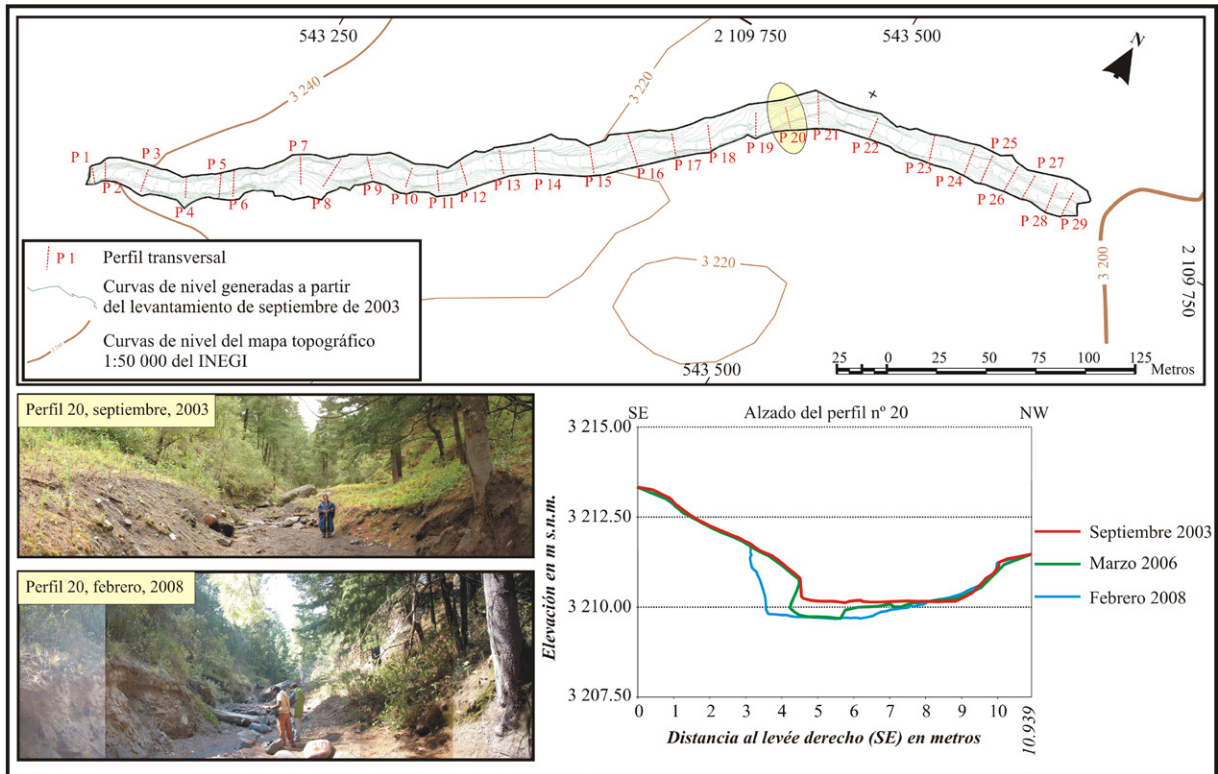 543 250
2 109 750
543 500
N
3 240
3 220
P 1
P 2
P 3
P 4
P 5
P 6
P 7
P 8
P 9
P 10
P 11
P 12
P 13
P 14
P 15
P 16
P 17
P 18
P 19
P 20
P 21
P 22
P 23
P 24
P 25
P 26
P 27
P 28
P 29
3 220
3 200
2 109 750
543 500
P 1 Perfil transversal
Curvas de nivel generadas a partir
del levantamiento de septiembre de 2003
Curvas de nivel del mapa topográfico
1:50 000 del INEGI
25 0 25 50 75 100 125
Metros
Perfil 20, septiembre, 2003
Perfil 20, febrero, 2008
SE Alzado del perfil nº 20 NW
3 215.00
3 212.50
3 210.00
3 207.50
Elevación en m s.n.m.
0 1 2 3 4 5 6 7 8 9 10 10.939
Distancia al levée derecho (SE) en metros
Septiembre 2003
Marzo 2006
Febrero 2008